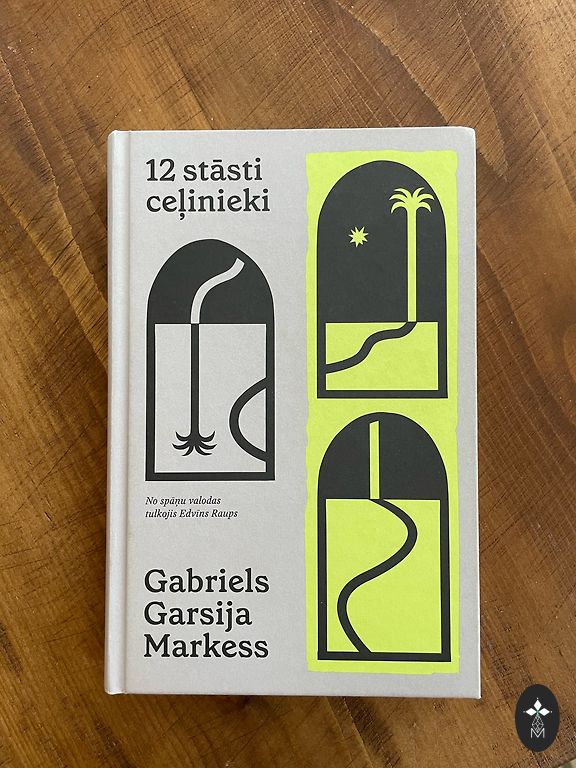 12 stāsti
ceļinieki
No spāņu valodas
tulkojis Edvīns Raups
Gabriels
Garsija
Markess
M